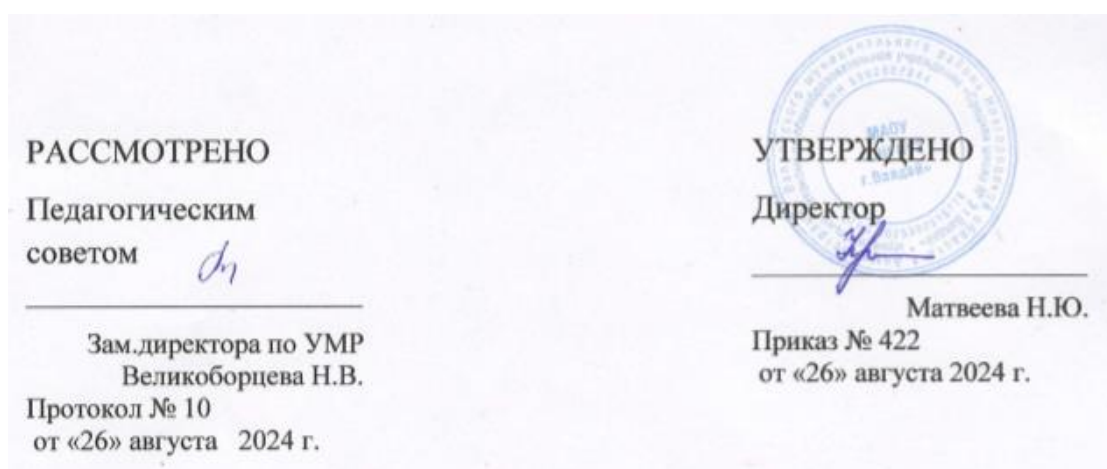 РАССМОТРЕНО
Педагогическим
советом
Зам.директора по УМР
Великоборцева Н.В.
Протокол № 10
от «26» августа 2024 г.
МАОУ
УТВЕРЖДЕНО
Директор
Матвеева Н.Ю.
Приказ № 422
от «26» августа 2024 г.